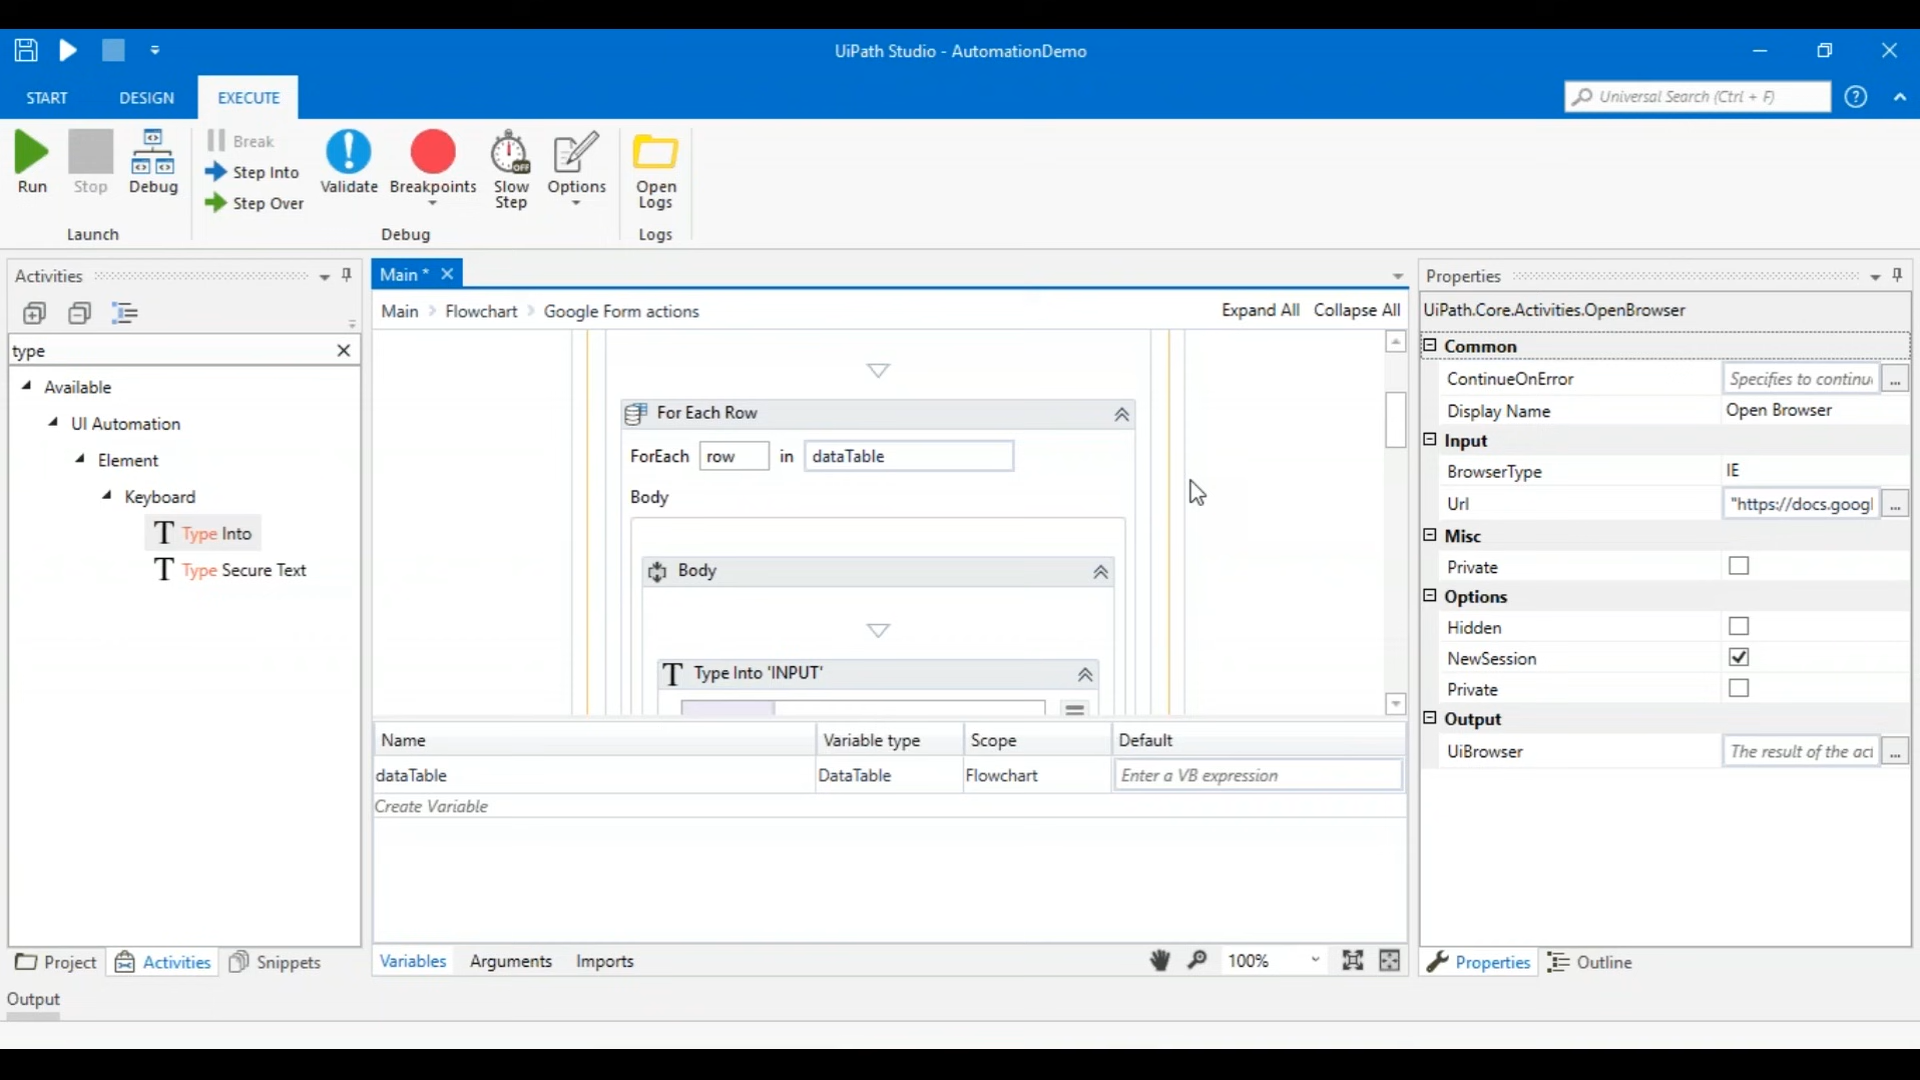 UiPath Studio - AutomationDemo
START DESIGN EXECUTE
Universal Search (Ctrl + F)
Run Stop Debug
Launch
Break
Step Into
Step Over
Validate Breakpoints Slow Step Options
Debug
Open Logs
Logs
Activities
type
Available
UI Automation
Element
Keyboard
Type Into
Type Secure Text
Project Activities Snippets
Main *
Main Flowchart Google Form actions
Expand All Collapse All
For Each Row
ForEach row in dataTable
Body
Body
Type Into 'INPUT'
Name Variable type Scope Default
dataTable DataTable Flowchart Enter a VB expression
Create Variable
Variables Arguments Imports
100%
Properties
UiPath.Core.Activities.OpenBrowser
Common
ContinueOnError Specifies to continu
...
Display Name Open Browser
Input
BrowserType IE
Url "https://docs.googl
...
Misc
Private
Options
Hidden
NewSession
Private
Output
UiBrowser The result of the act
...
Properties Outline
Output